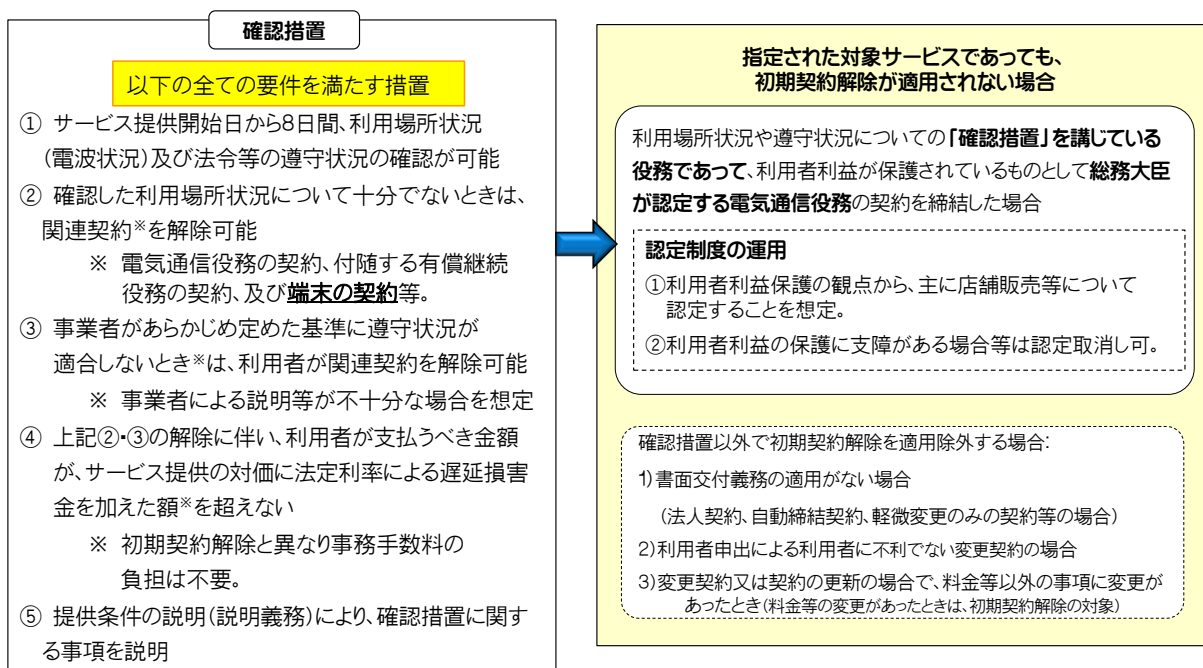 確認措置
以下の全ての要件を満たす措置
① サービス提供開始日から8日間、利用場所状況
(電波状況)及び法令等の遵守状況の確認が可能
② 確認した利用場所状況について十分でないときは、
関連契約※を解除可能
※ 電気通信役務の契約、付随する有償継続
役務の契約、及び端末の契約等。
③ 事業者があらかじめ定めた基準に遵守状況が
適合しないとき※は、利用者が関連契約を解除可能
※ 事業者による説明等が不十分な場合を想定
④ 上記②・③の解除に伴い、利用者が支払うべき金額
が、サービス提供の対価に法定利率による遅延損害
金を加えた額※を超えない
※ 初期契約解除と異なり事務手数料の
負担は不要。
⑤ 提供条件の説明(説明義務)により、確認措置に関す
る事項を説明
指定された対象サービスであっても、
初期契約解除が適用されない場合
利用場所状況や遵守状況についての「確認措置」を講じている
役務であって、利用者利益が保護されているものとして総務大臣
が認定する電気通信役務の契約を締結した場合
認定制度の運用
①利用者利益保護の観点から、主に店舗販売等について
認定することを想定。
②利用者利益の保護に支障がある場合等は認定取消し可。
確認措置以外で初期契約解除を適用除外する場合:
1)書面交付義務の適用がない場合
(法人契約、自動締結契約、軽微変更のみの契約等の場合)
2)利用者申出による利用者に不利でない変更契約の場合
3)変更契約又は契約の更新の場合で、料金等以外の事項に変更が
あったとき(料金等の変更があったときは、初期契約解除の対象)